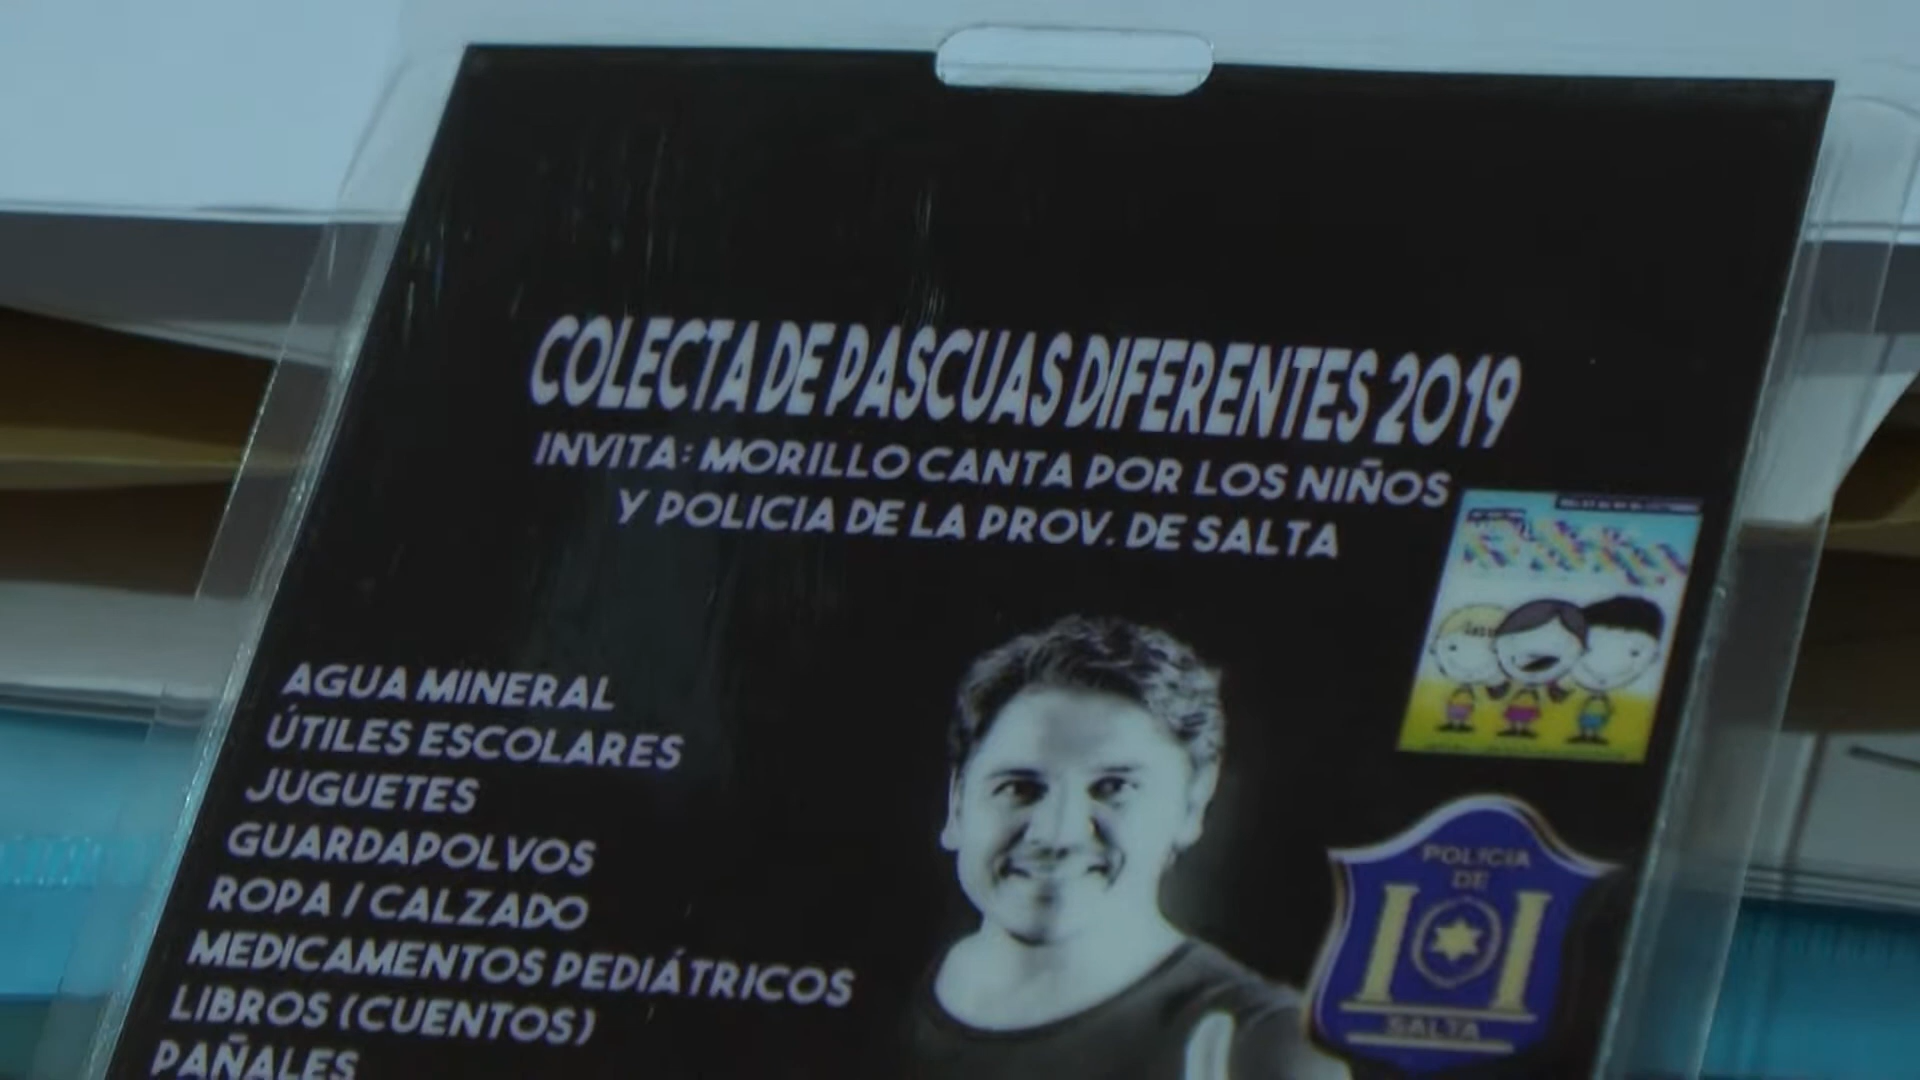 COLECTA DE PASCUAS DIFERENTES 2019
INVITA: MORILLO CANTA POR LOS NIÑOS
Y POLICIA DE LA PROV. DE SALTA
AGUA MINERAL
ÚTILES ESCOLARES
JUGUETES
GUARDAPOLVOS
ROPA / CALZADO
MEDICAMENTOS PEDIÁTRICOS
LIBROS (CUENTOS)
PAÑALES
POLICIA
DE
SALTA